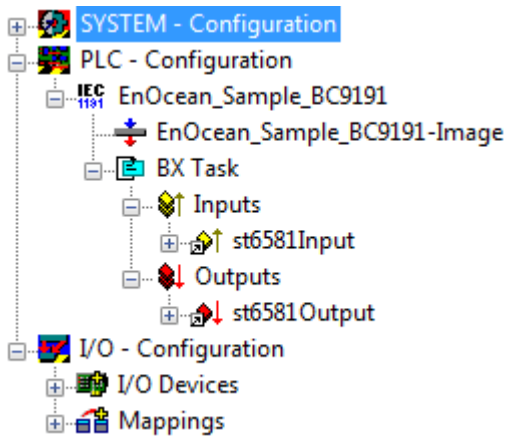 SYSTEM - Configuration
PLC - Configuration
IEC
1131
EnOcean_Sample_BC9191
EnOcean_Sample_BC9191-Image
BX Task
Inputs
st6581Input
Outputs
st6581Output
I/O - Configuration
I/O Devices
Mappings